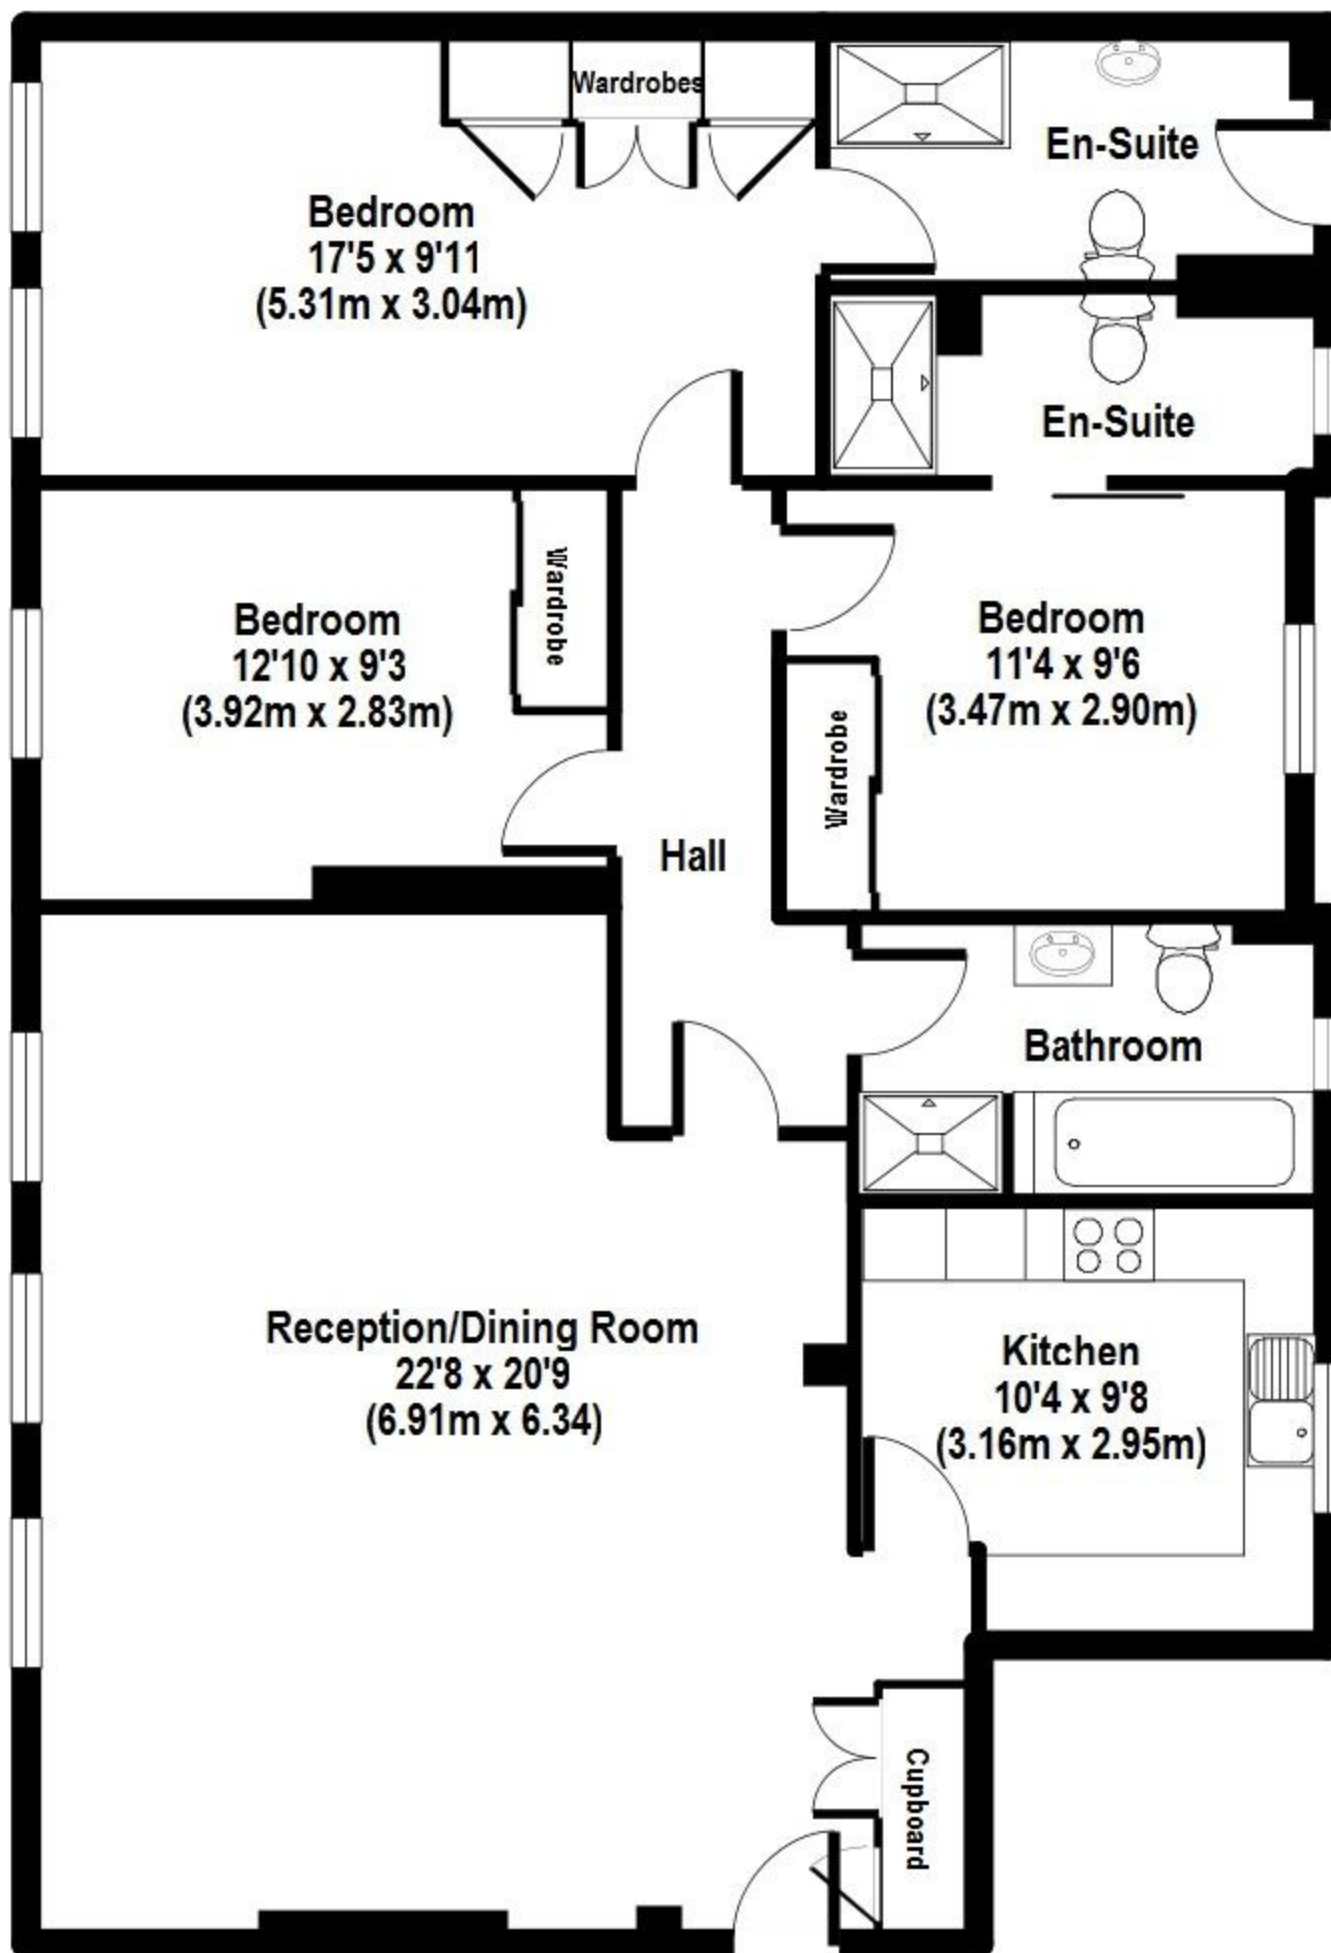 Wardrobes
En-Suite
Bedroom
17'5 x 9'11
(5.31m x 3.04m)
En-Suite
Wardrobe
Bedroom
12'10 x 9'3
(3.92m x 2.83m)
Bedroom
11'4 x 9'6
(3.47m x 2.90m)
Wardrobe
Hall
Bathroom
Reception/Dining Room
22'8 x 20'9
(6.91m x 6.34)
Kitchen
10'4 x 9'8
(3.16m x 2.95m)
Cupboard